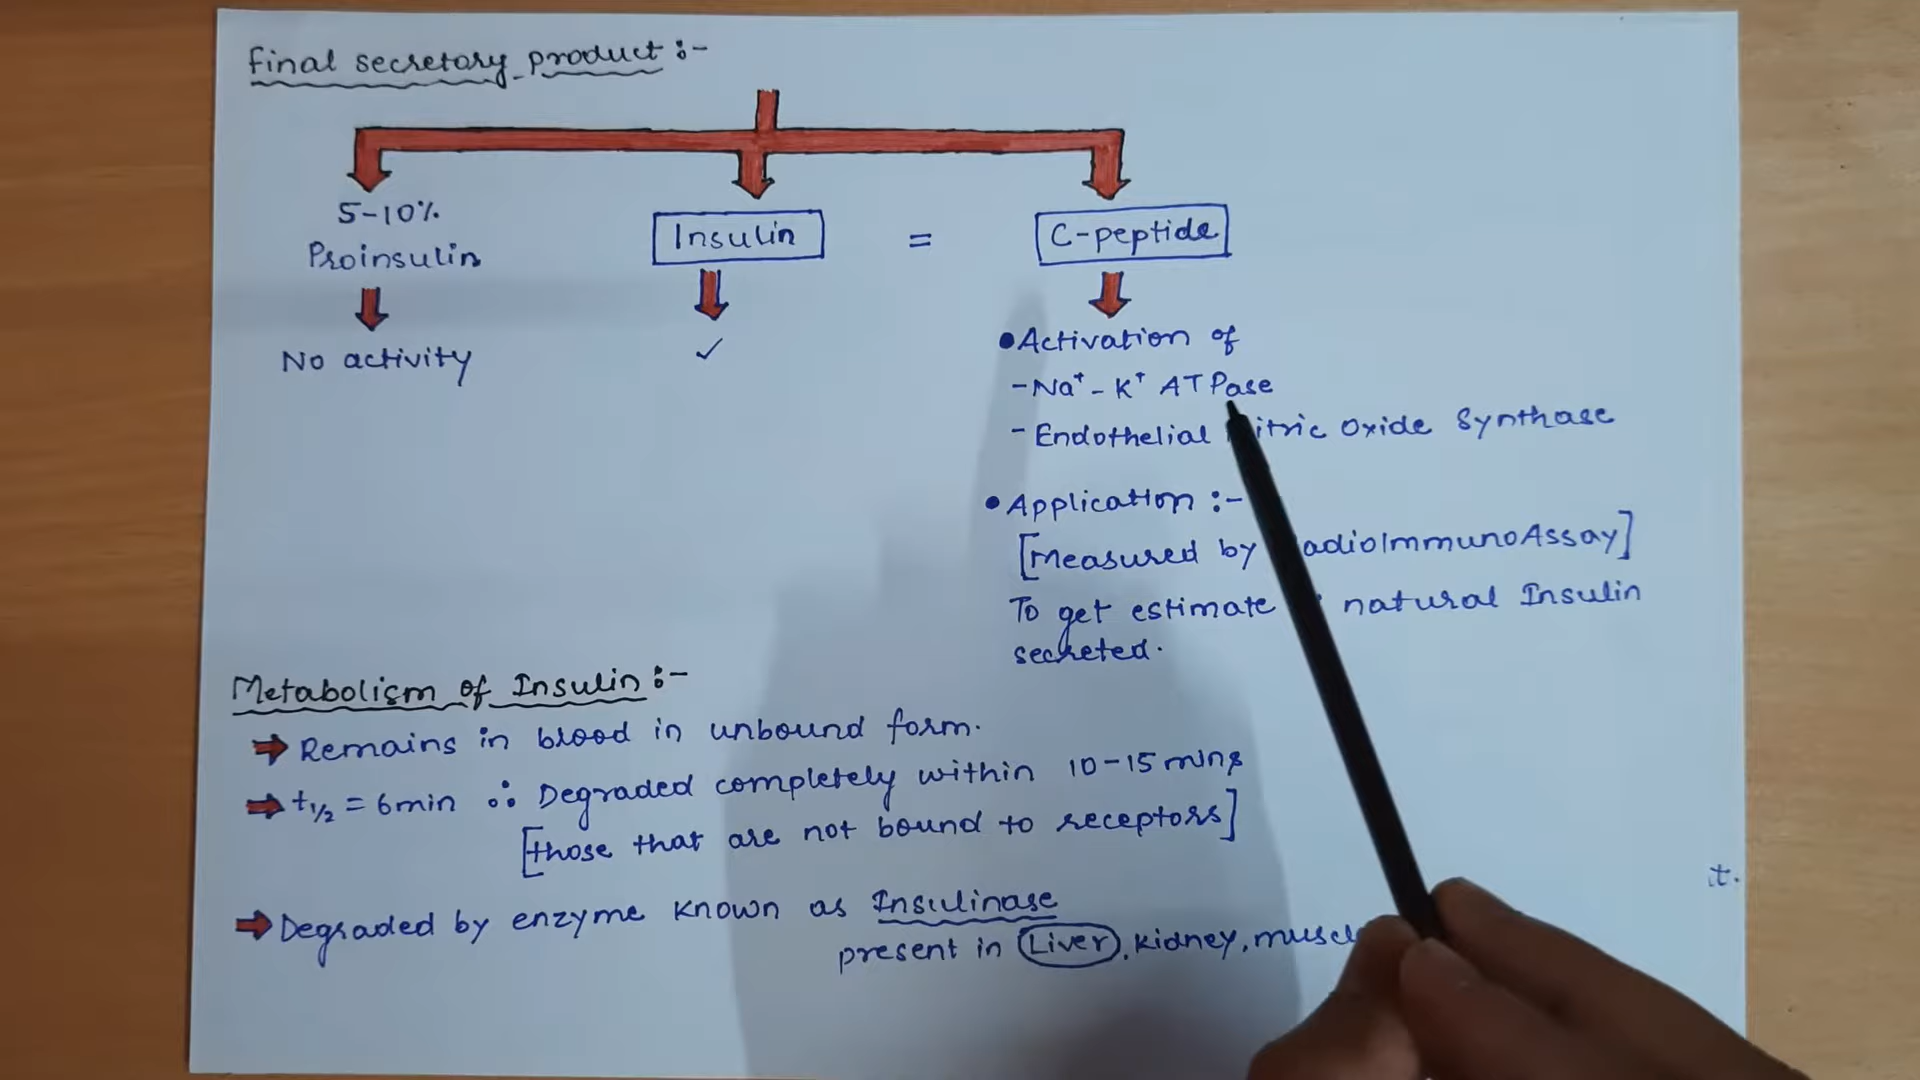 Final secretory product :-
5-10% Proinsulin
Insulin = C-peptide
No activity
✓
• Activation of
- Na⁺ - K⁺ ATPase
- Endothelial itric Oxide Synthase
• Application :-
[Measured by adioImmunoAssay]
To get estimate natural Insulin
secreted.
Metabolism of Insulin :-
→ Remains in blood in unbound form.
→ t1/2 = 6min ∴ Degraded completely within 10-15 mins
[those that are not bound to receptors]
→ Degraded by enzyme known as Insulinase
present in Liver, kidney, muscl
t.